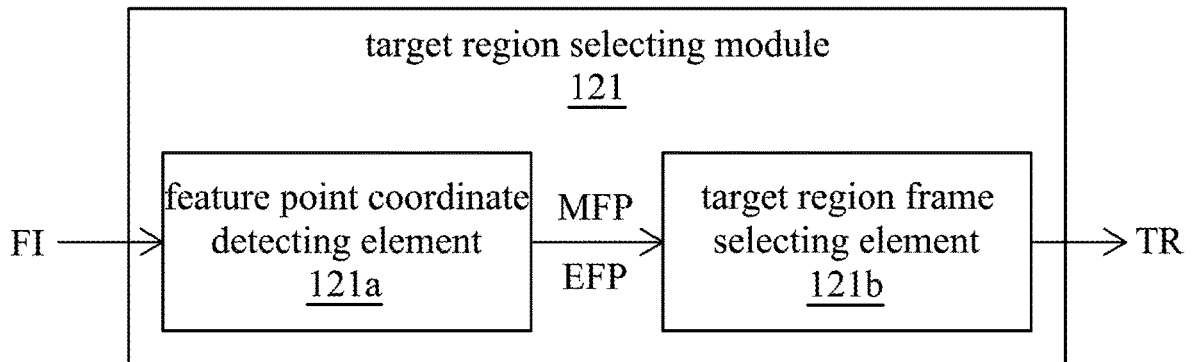 target region selecting module
121
FI
feature point coordinate
detecting element
121a
MFP
EFP
target region frame
selecting element
121b
TR